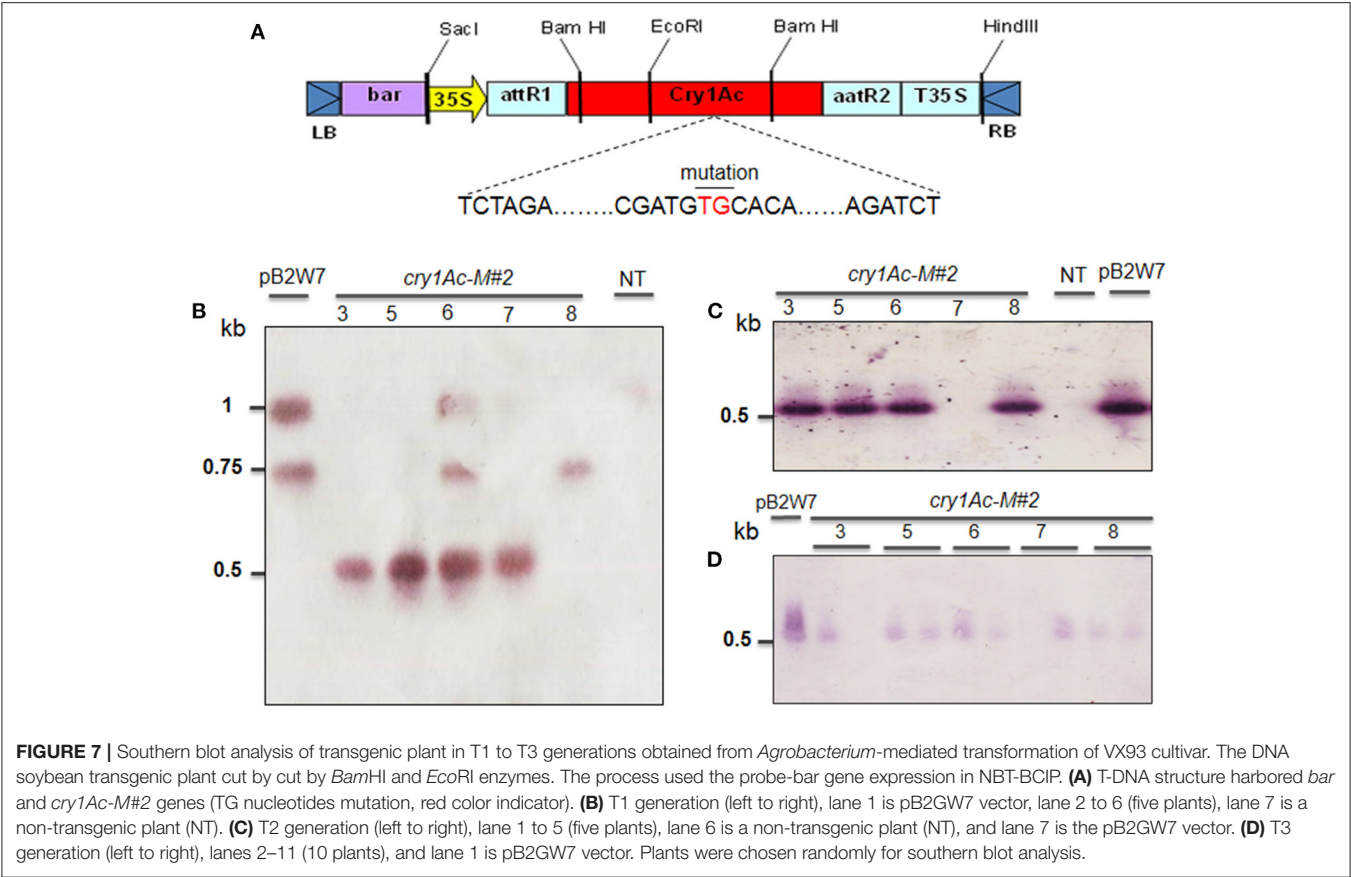 A
SacI
Bam HI
EcoRI
Bam HI
HindIII
bar
35S
attR1
Cry1Ac
aatR2
T35S
LB
RB
mutation
TCTAGA........CGATGTGCACA......AGATCT
B
pB2W7
cry1Ac-M#2
NT
3 5 6 7 8
kb
1
0.75
0.5
C
cry1Ac-M#2
NT pB2W7
3 5 6 7 8
kb
0.5
D
pB2W7
cry1Ac-M#2
kb
3 5 6 7 8
0.5
FIGURE 7 | Southern blot analysis of transgenic plant in T1 to T3 generations obtained from Agrobacterium-mediated transformation of VX93 cultivar. The DNA
soybean transgenic plant cut by cut by BamHI and EcoRI enzymes. The process used the probe-bar gene expression in NBT-BCIP. (A) T-DNA structure harbored bar
and cry1Ac-M#2 genes (TG nucleotides mutation, red color indicator). (B) T1 generation (left to right), lane 1 is pB2GW7 vector, lane 2 to 6 (five plants), lane 7 is a
non-transgenic plant (NT). (C) T2 generation (left to right), lane 1 to 5 (five plants), lane 6 is a non-transgenic plant (NT), and lane 7 is the pB2GW7 vector. (D) T3
generation (left to right), lanes 2–11 (10 plants), and lane 1 is pB2GW7 vector. Plants were chosen randomly for southern blot analysis.